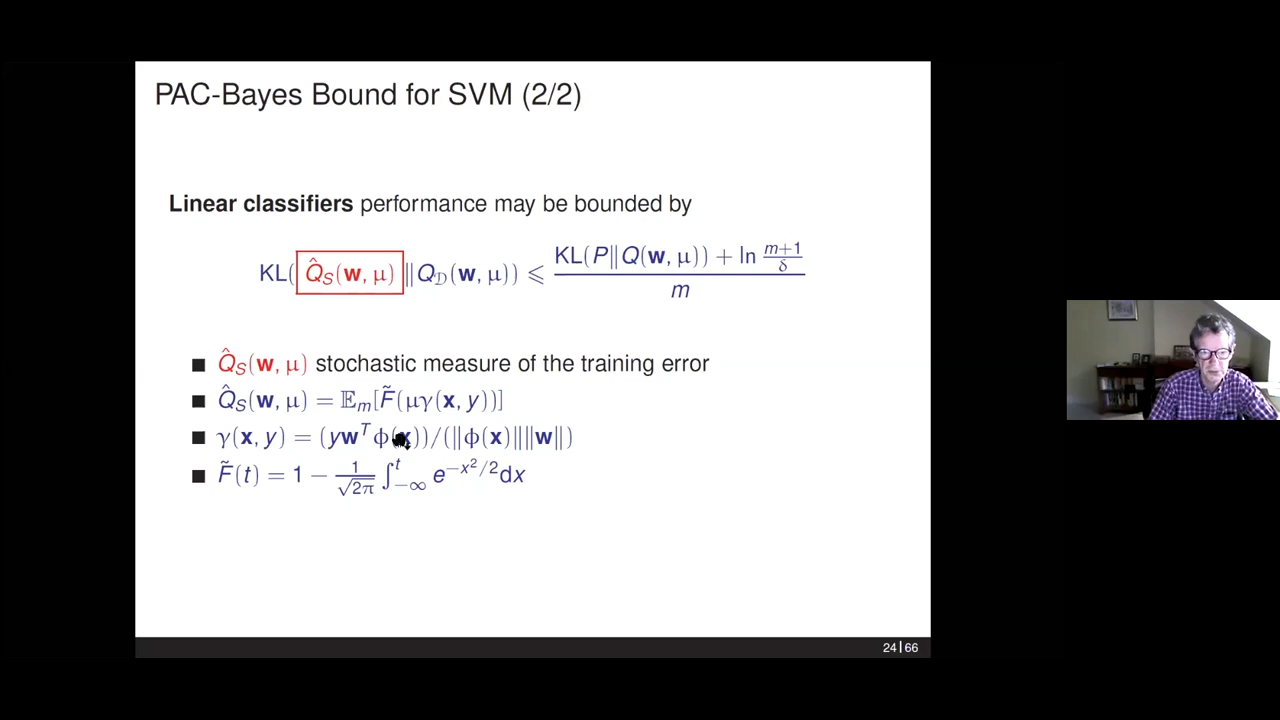 PAC-Bayes Bound for SVM (2/2)
Linear classifiers performance may be bounded by
KL(Q̂_S(w, μ)‖Q_𝔻(w, μ)) ⩽ (KL(P‖Q(w, μ)) + ln (m+1)/δ)/m
■ Q̂_S(w, μ) stochastic measure of the training error
■ Q̂_S(w, μ) = 𝔼_m[F̃(μγ(x, y))]
■ γ(x, y) = (yw^Tϕ(x))/(‖ϕ(x)‖‖w‖)
■ F̃(t) = 1 − 1/√(2π) ∫_{−∞}^t e^{−x²/2}dx
24|66